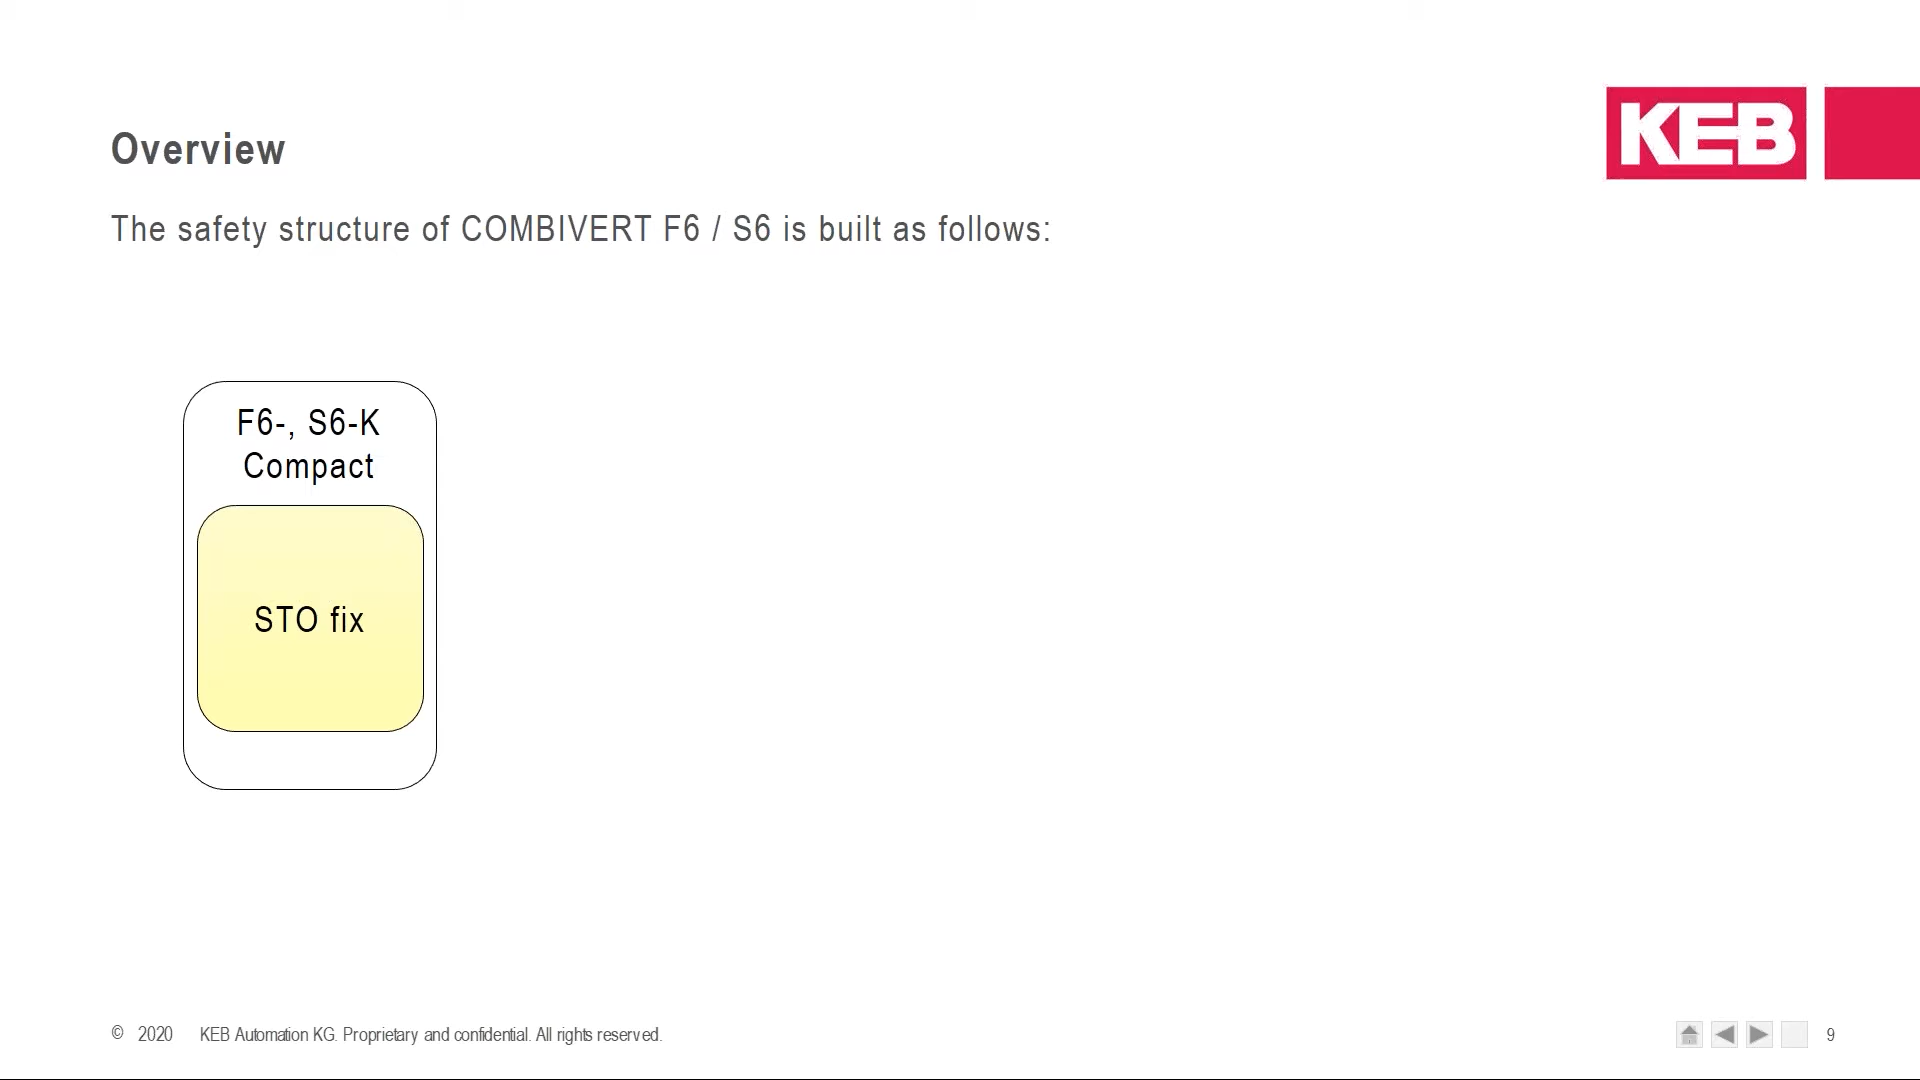 KEB
Overview
The safety structure of COMBIVERT F6 / S6 is built as follows:
F6-, S6-K
Compact
STO fix
© 2020 KEB Automation KG. Proprietary and confidential. All rights reserved.
9